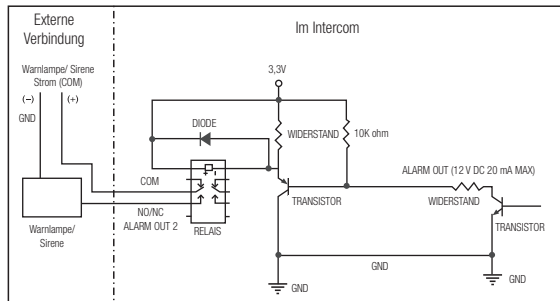 Externe
Verbindung
Im Intercom
Warnlampe/ Sirene
Strom (COM)
(-)
(+)
GND
3,3V
DIODE
WIDERSTAND
10K ohm
+
-
COM
ALARM OUT (12 V DC 20 mA MAX)
TRANSISTOR
WIDERSTAND
NO/NC
ALARM OUT 2
RELAIS
TRANSISTOR
Warnlampe/
Sirene
GND
GND
GND